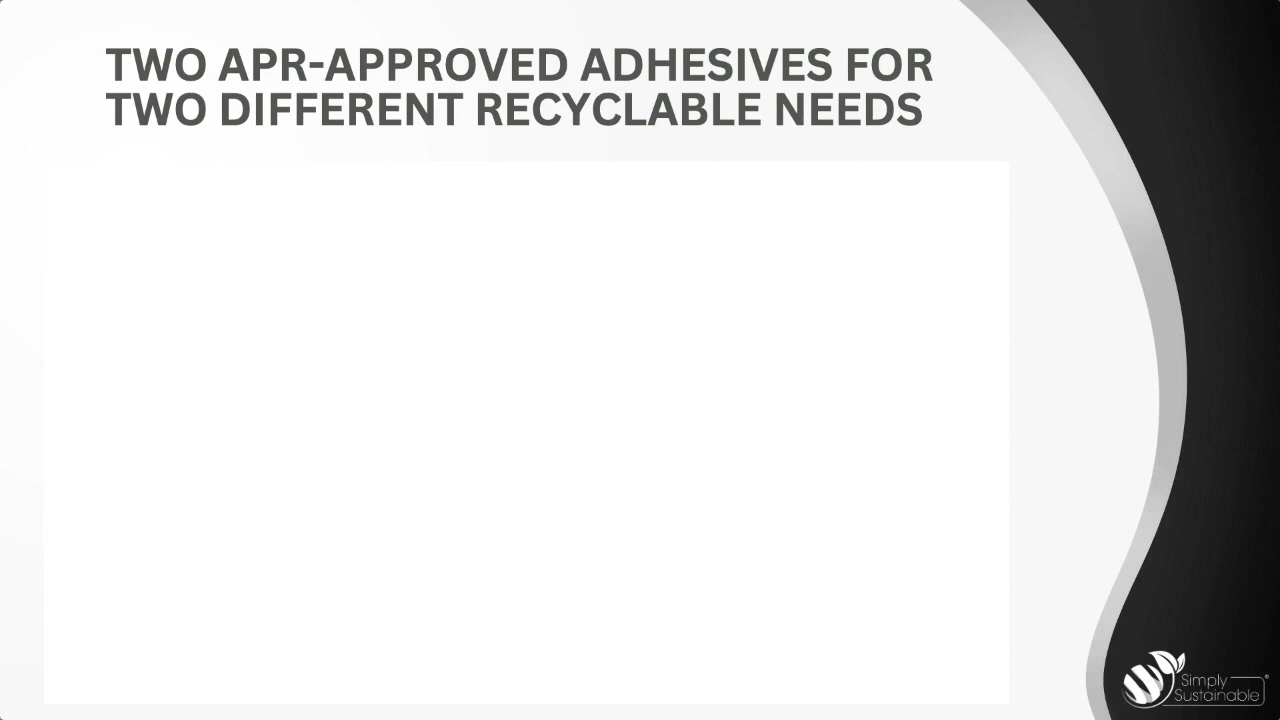 TWO APR-APPROVED ADHESIVES FOR
TWO DIFFERENT RECYCLABLE NEEDS
Simply
Sustainable®